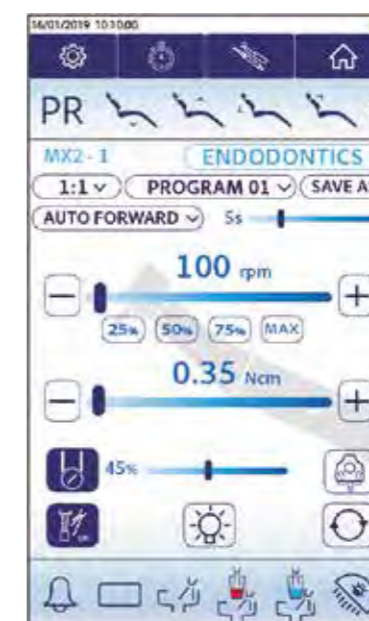 16/01/2019 10:10:00
PR
MX2 - 1 ENDODONTICS
1:1 PROGRAM 01 SAVE A
AUTO FORWARD 5s
100 rpm
25% 50% 75% MAX
0.35 Ncm
45%